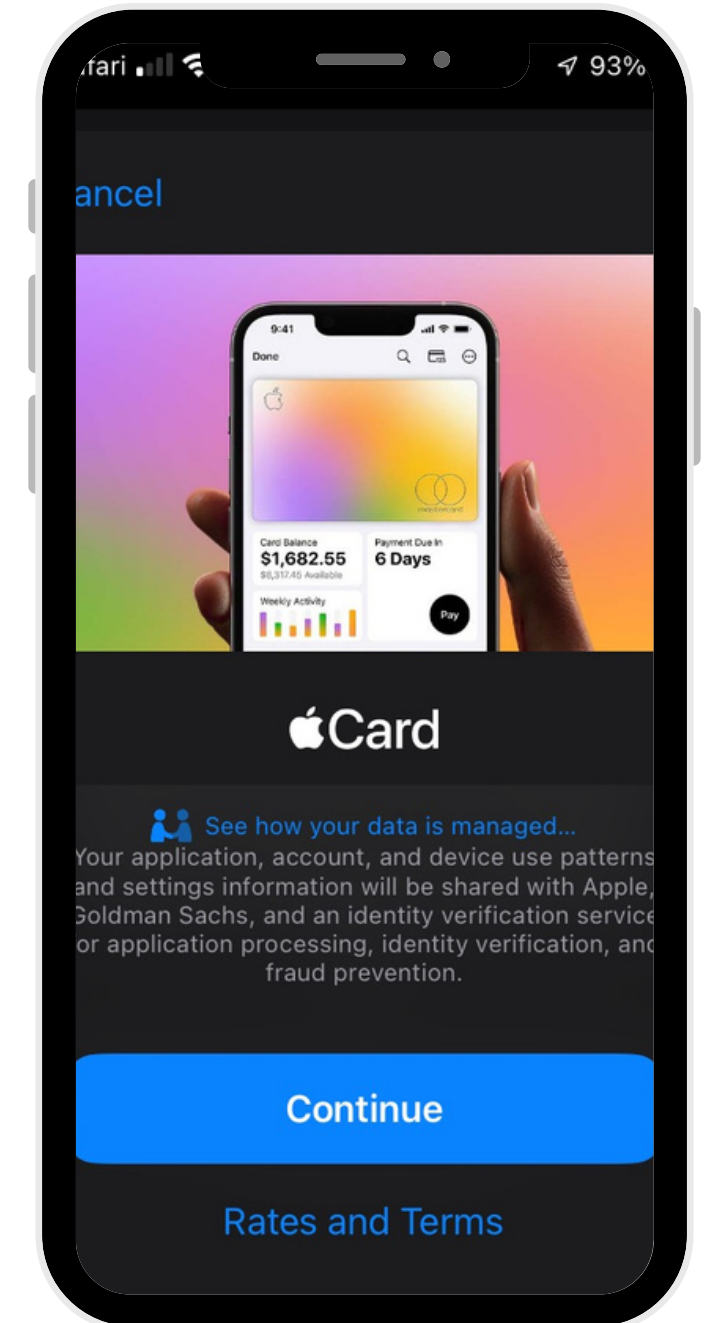 fari 93%
ancel
9:41
Done
Card Balance
$1,682.55
$8,317.45 Available
Payment Due In
6 Days
Weekly Activity
Pay
mastercard
Card
See how your data is managed...
Your application, account, and device use patterns
and settings information will be shared with Apple,
Goldman Sachs, and an identity verification service
or application processing, identity verification, and
fraud prevention.
Continue
Rates and Terms